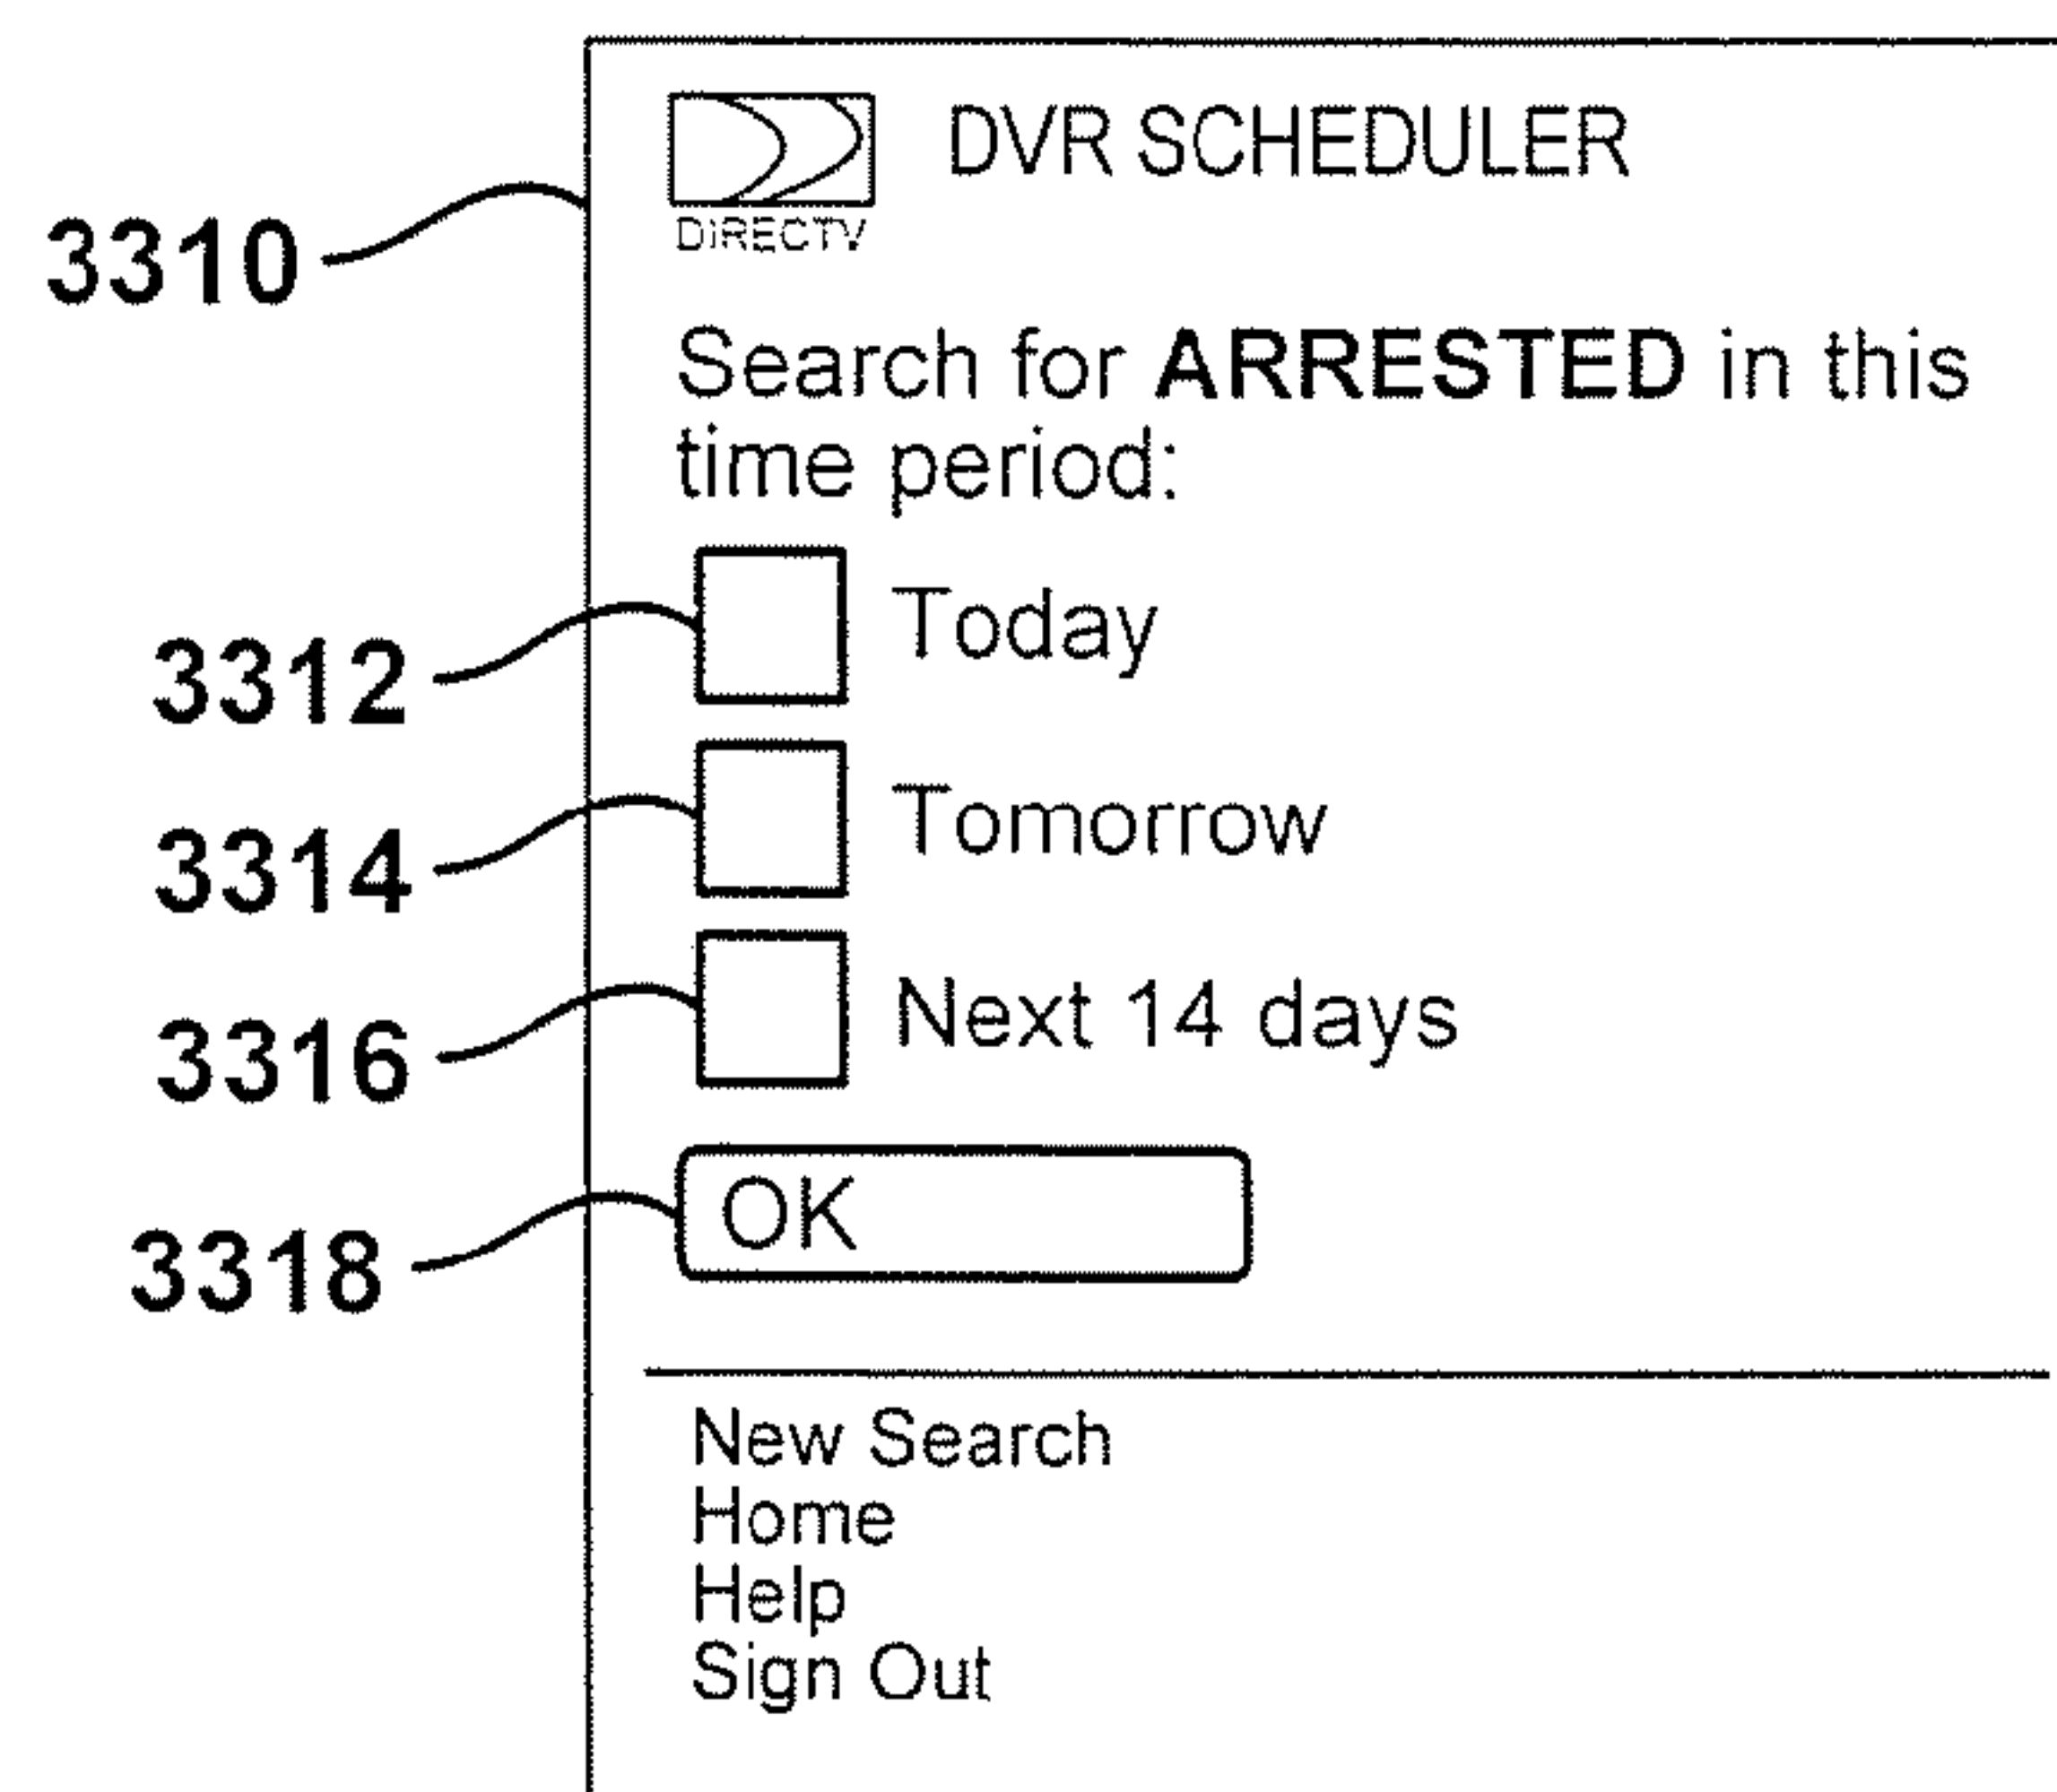 DVR SCHEDULER
DIRECTV
3310
Search for ARRESTED in this
time period:
3312 Today
3314 Tomorrow
3316 Next 14 days
3318 OK
New Search
Home
Help
Sign Out